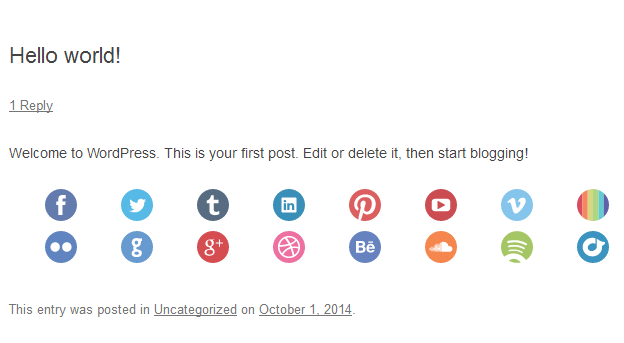 Hello world!
1 Reply
Welcome to WordPress. This is your first post. Edit or delete it, then start blogging!
f t in P v
g g+ Bē
This entry was posted in Uncategorized on October 1, 2014.